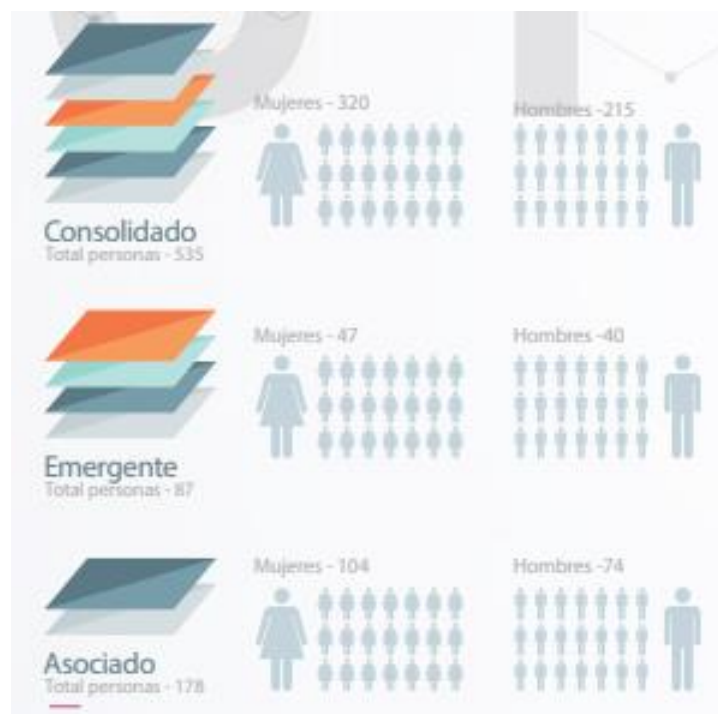 Mujeres - 320
Hombres -215
Consolidado
Total personas - 535
Mujeres - 47
Hombres -40
Emergente
Total personas - 87
Mujeres - 104
Hombres -74
Asociado
Total personas - 178